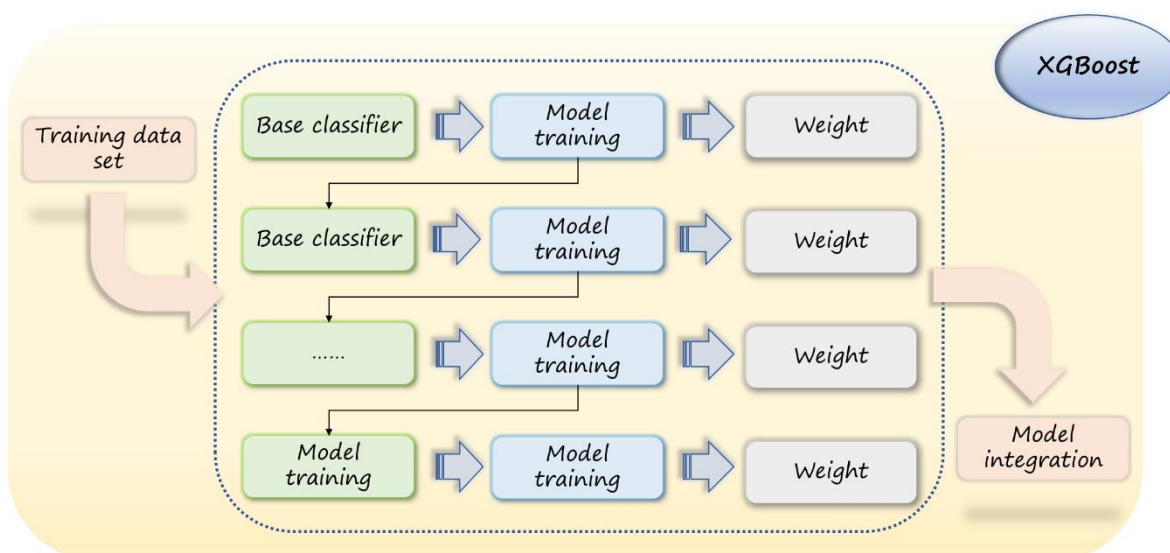 XGBoost
Training data
set
Base classifier
Model
training
Weight
Base classifier
Model
training
Weight
......
Model
training
Weight
Model
training
Model
training
Weight
Model
integration